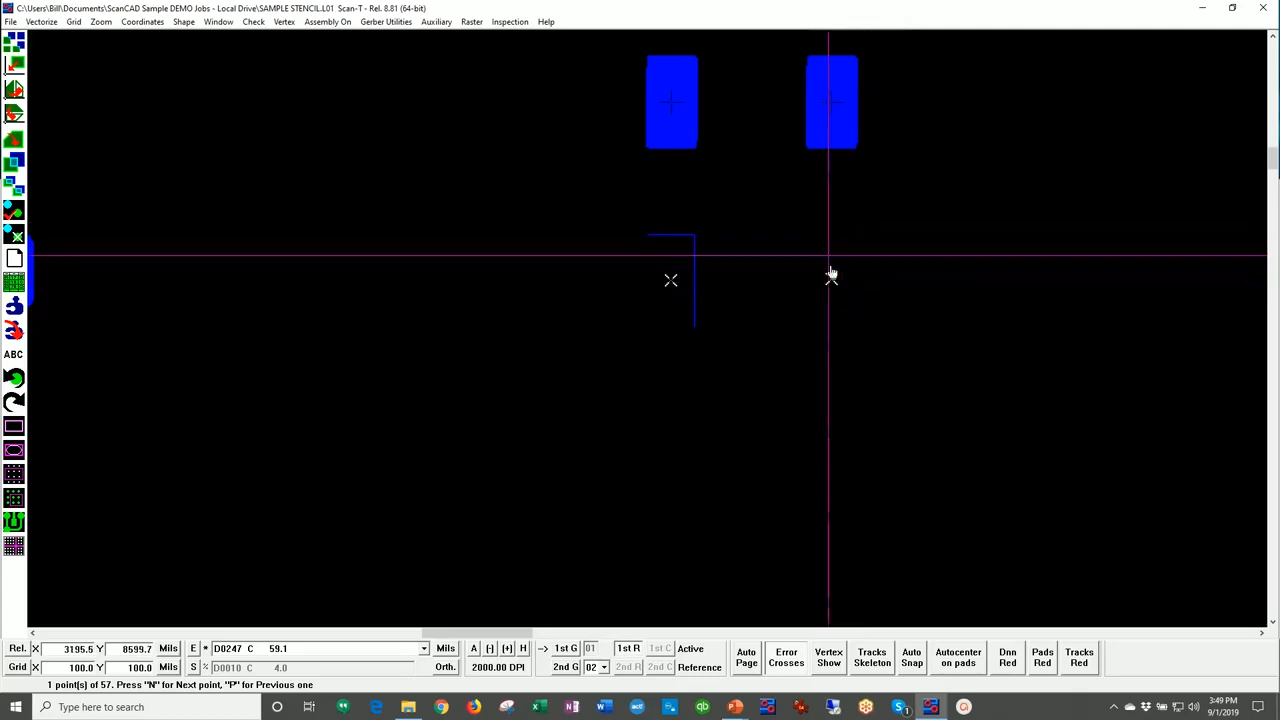 C:\Users\Bill\Documents\ScanCAD Sample DEMO Jobs - Local Drive\SAMPLE STENCIL.L01 Scan-T - Rel. 8.81 (64-bit)
File Vectorize Grid Zoom Coordinates Shape Window Check Vertex Assembly On Gerber Utilities Auxiliary Raster Inspection Help
ABC
Rel. X 3195.5 Y 8599.7 Mils E * D0247 C 59.1 Mils A [-] [+] H --> 1st G 01 1st R 1st C Active
Grid X 100.0 Y 100.0 Mils S % D0010 C 4.0 Orth. 2000.00 DPI 2nd G 02 2nd R 2nd C Reference
Auto Page Error Crosses Vertex Show Tracks Skeleton Auto Snap Autocenter on pads Dnn Red Pads Red Tracks Red
1 point(s) of 57. Press "N" for Next point, "P" for Previous one
Type here to search
3:49 PM
9/1/2019